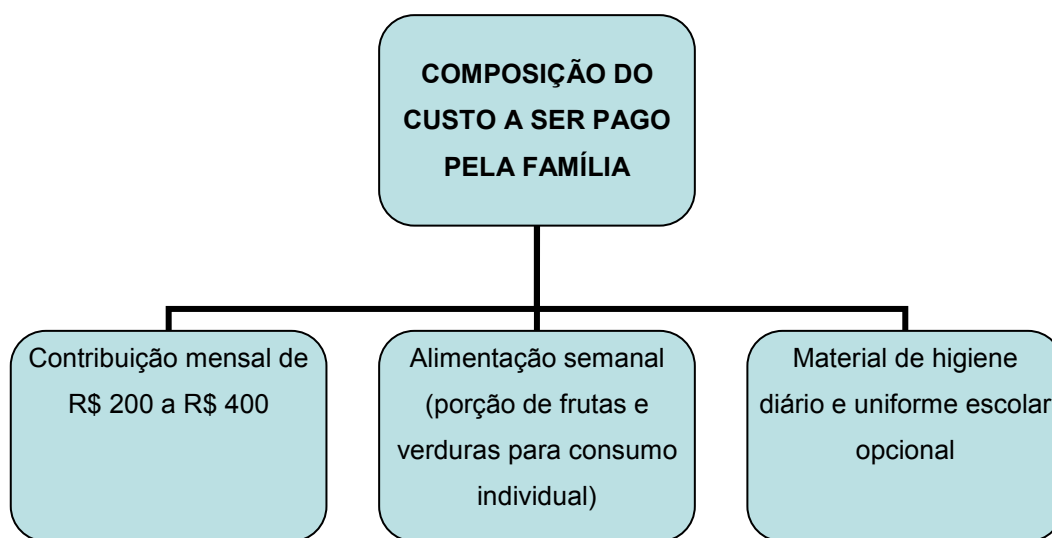 COMPOSIÇÃO DO
CUSTO A SER PAGO
PELA FAMÍLIA
Contribuição mensal de
R$ 200 a R$ 400
Alimentação semanal
(porção de frutas e
verduras para consumo
individual)
Material de higiene
diário e uniforme escolar
opcional